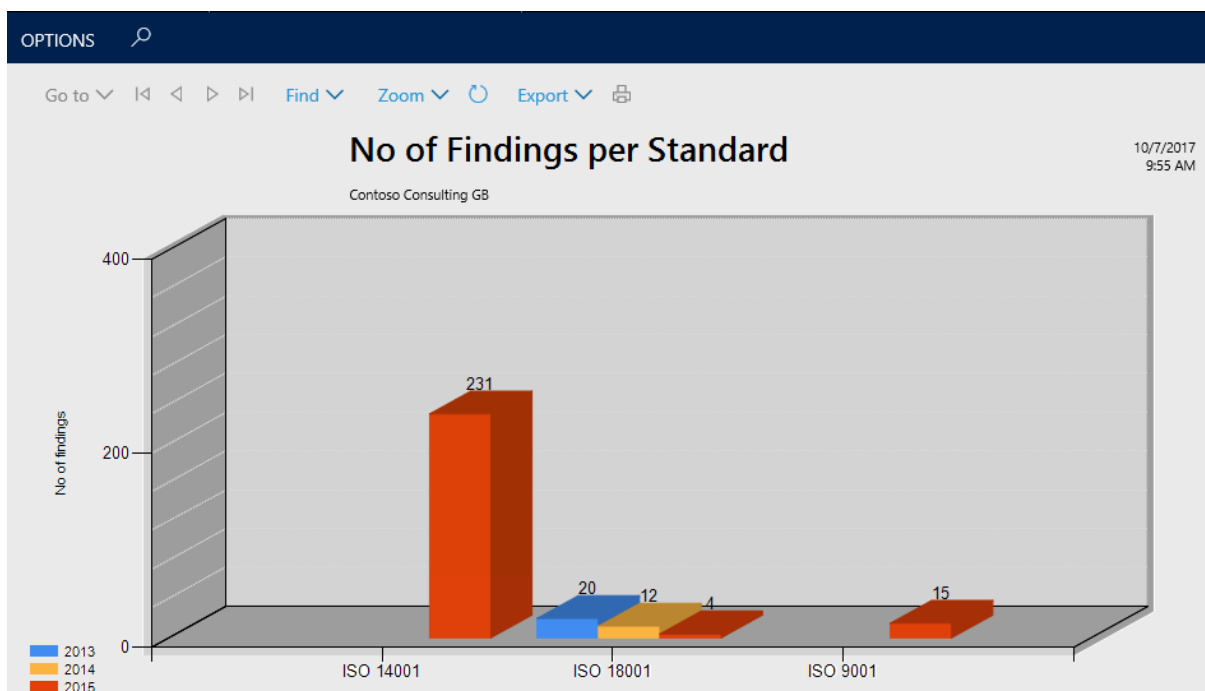 OPTIONS
Go to Find Zoom Export
No of Findings per Standard
10/7/2017
9:55 AM
Contoso Consulting GB
400
231
No of findings
200
20
12
4
15
0
2013
2014
2015
ISO 14001
ISO 18001
ISO 9001